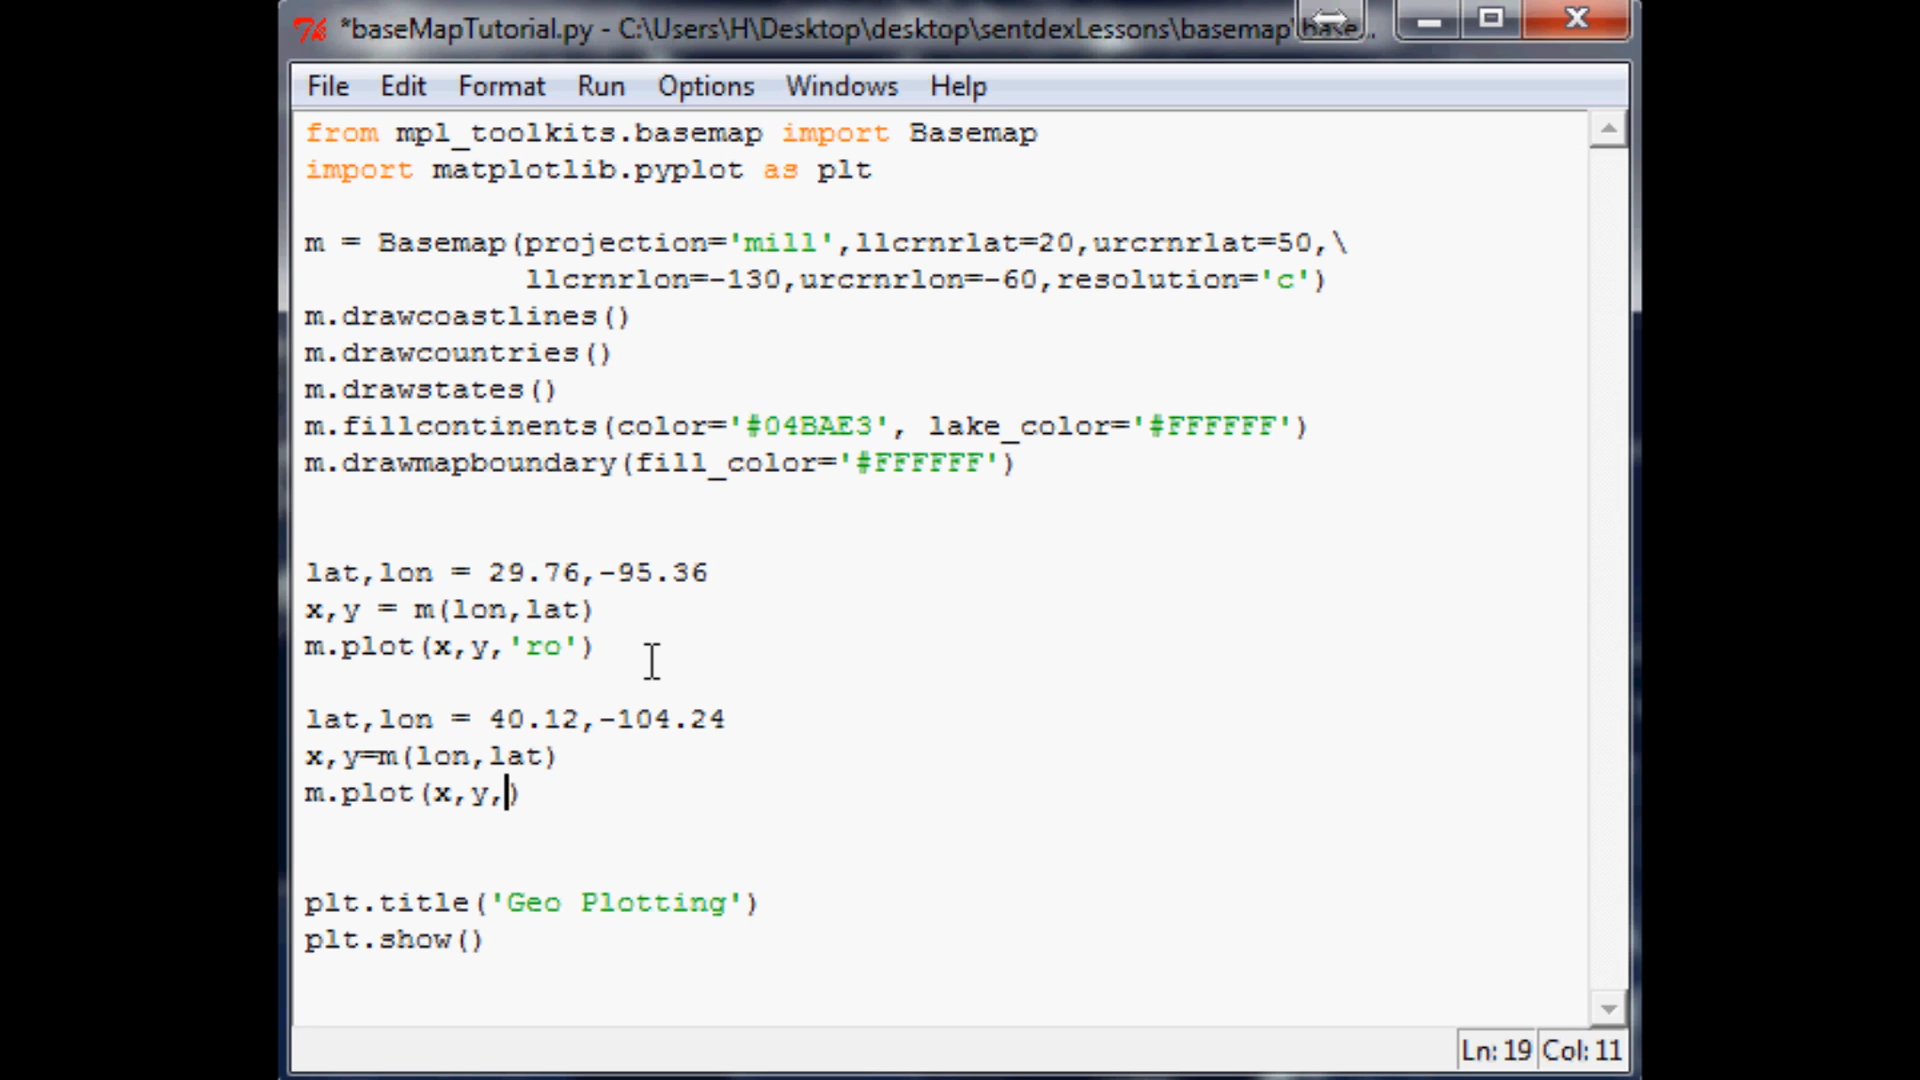 *baseMapTutorial.py - C:\Users\H\Desktop\desktop\sentdexLessons\basemap\base...
File Edit Format Run Options Windows Help
from mpl_toolkits.basemap import Basemap
import matplotlib.pyplot as plt
m = Basemap(projection='mill',llcrnrlat=20,urcrnrlat=50,\
llcrnrlon=-130,urcrnrlon=-60,resolution='c')
m.drawcoastlines()
m.drawcountries()
m.drawstates()
m.fillcontinents(color='#04BAE3', lake_color='#FFFFFF')
m.drawmapboundary(fill_color='#FFFFFF')
lat,lon = 29.76,-95.36
x,y = m(lon,lat)
m.plot(x,y,'ro')
lat,lon = 40.12,-104.24
x,y=m(lon,lat)
m.plot(x,y,)
plt.title('Geo Plotting')
plt.show()
Ln: 19 Col: 11